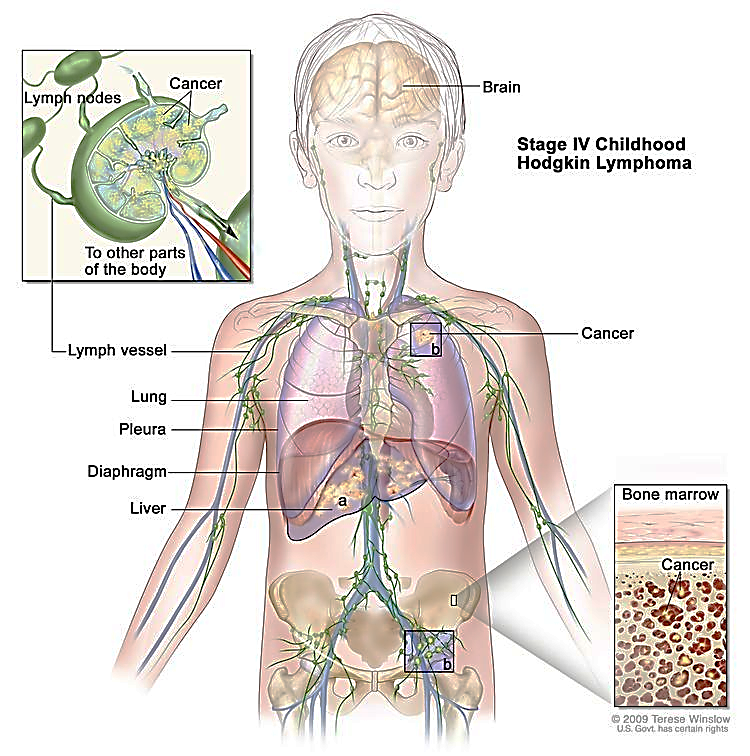 Lymph nodes
Cancer
To other parts
of the body
Brain
Stage IV Childhood
Hodgkin Lymphoma
Cancer
b
Lymph vessel
Lung
Pleura
Diaphragm
Liver
a
b
Bone marrow
Cancer
© 2009 Terese Winslow
U.S. Govt. has certain rights